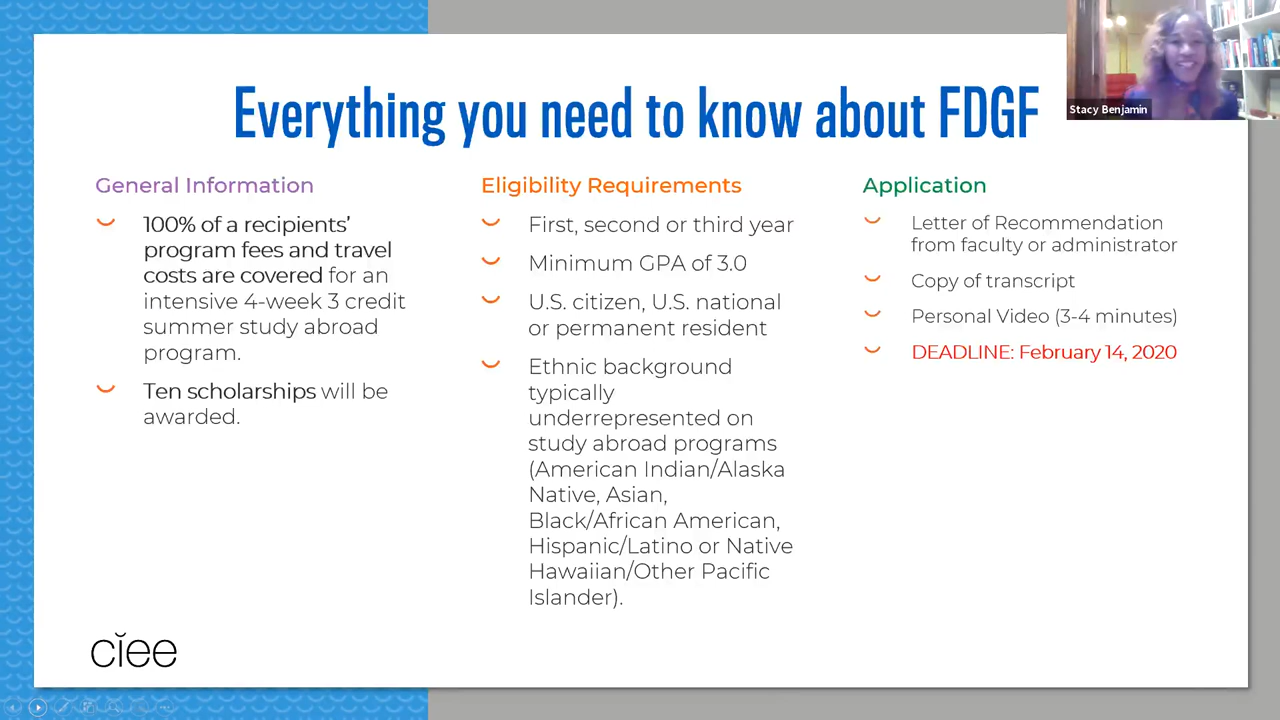 Everything you need to know about FDGF
Stacy Benjamin
General Information
100% of a recipients’
program fees and travel
costs are covered for an
intensive 4-week 3 credit
summer study abroad
program.
Ten scholarships will be
awarded.
Eligibility Requirements
First, second or third year
Minimum GPA of 3.0
U.S. citizen, U.S. national
or permanent resident
Ethnic background
typically
underrepresented on
study abroad programs
(American Indian/Alaska
Native, Asian,
Black/African American,
Hispanic/Latino or Native
Hawaiian/Other Pacific
Islander).
Application
Letter of Recommendation
from faculty or administrator
Copy of transcript
Personal Video (3-4 minutes)
DEADLINE: February 14, 2020
ciee